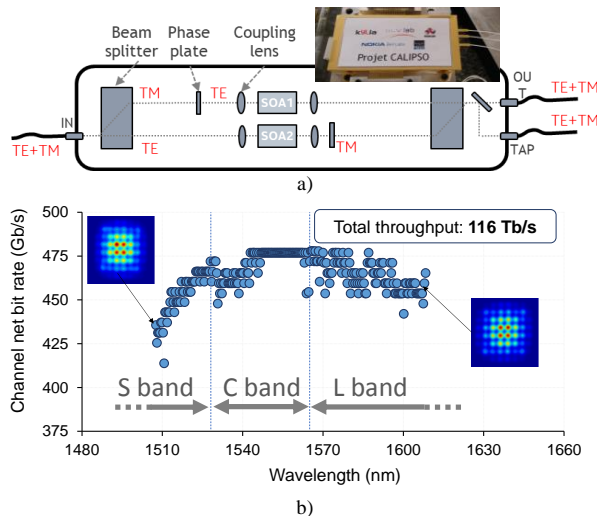 Beam splitter
Phase plate
Coupling lens
TM
TE
SOA1
SOA2
TE
TM
IN
TE+TM
OU
T
TE+TM
TAP
TE+TM
kylia
NOKIA
Projet CALIPSO
a)
Channel net bit rate (Gb/s)
500
475
450
425
400
375
Total throughput: 116 Tb/s
S band
C band
L band
1480
1510
1540
1570
1600
1630
1660
Wavelength (nm)
b)